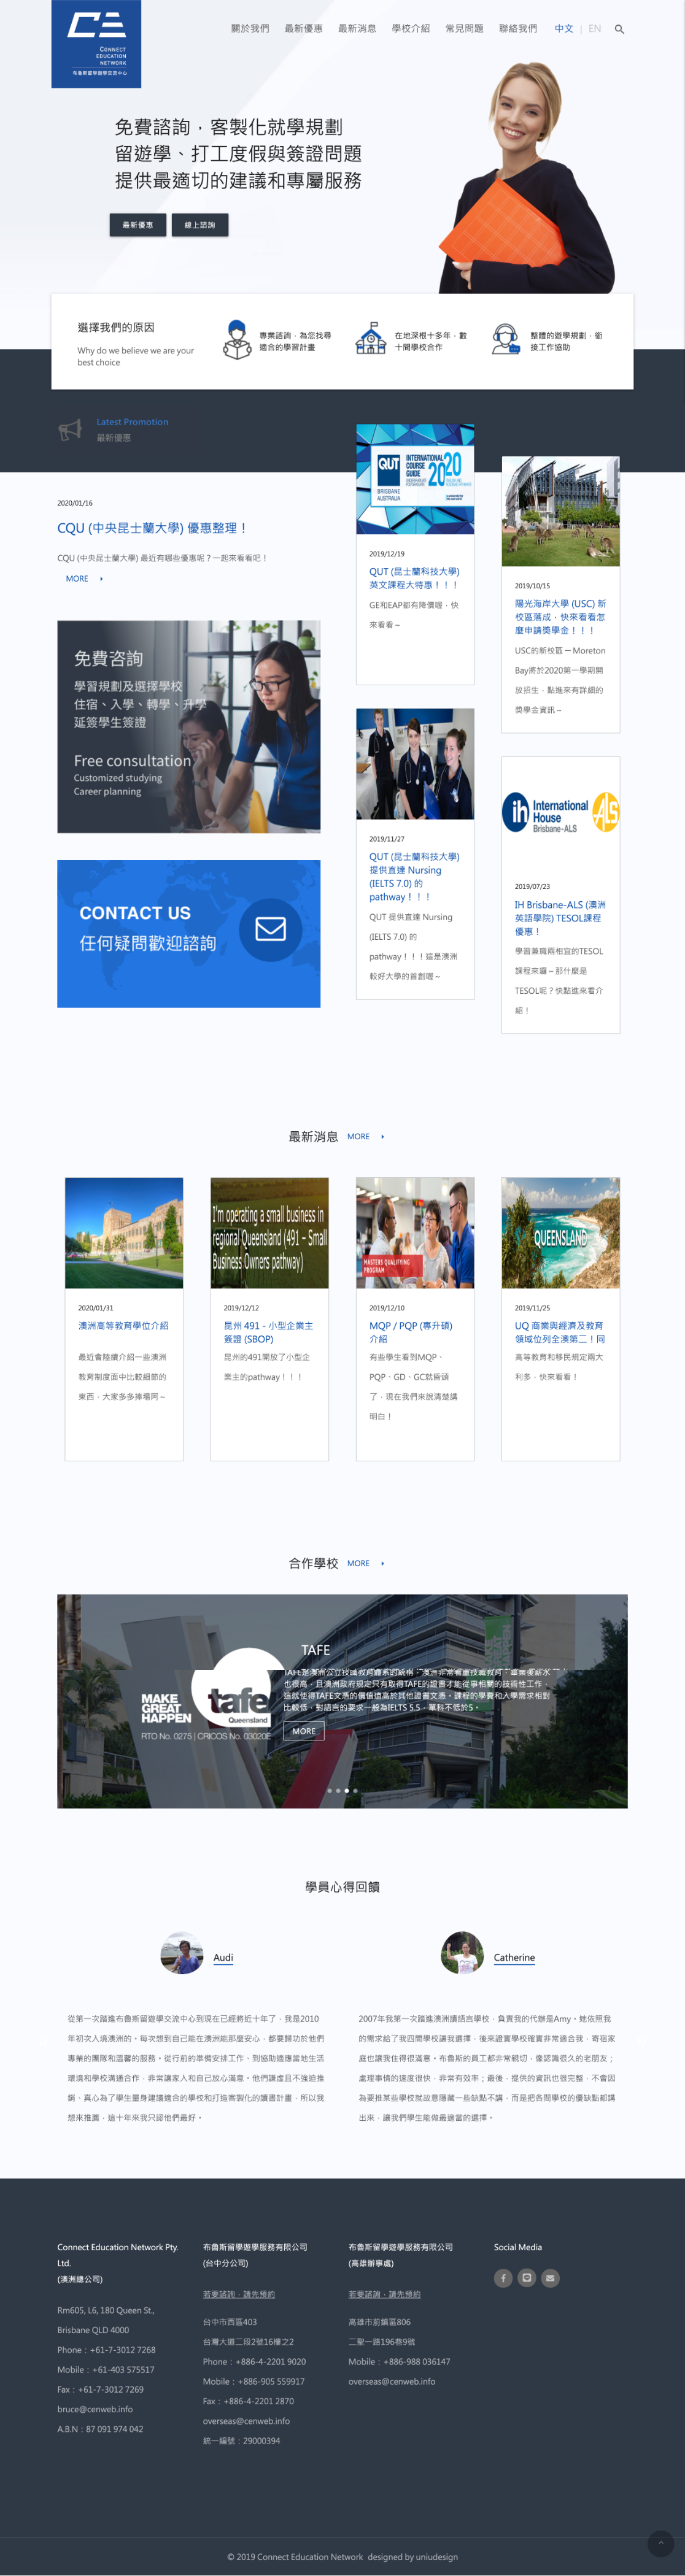 CONNECT
EDUCATION
NETWORK
布魯斯留學遊學交流中心
關於我們
最新優惠
最新消息
學校介紹
常見問題
聯絡我們
中文 | EN
免費諮詢，客製化就學規劃
留遊學、打工度假與簽證問題
提供最適切的建議和專屬服務
最新優惠
線上諮詢
選擇我們的原因
Why do we believe we are your
best choice
專業諮詢，為您找尋
適合的學習計畫
在地深根十多年，數
十間學校合作
整體的遊學規劃，銜
接工作協助
Latest Promotion
最新優惠
2020/01/16
CQU (中央昆士蘭大學) 優惠整理！
CQU (中央昆士蘭大學) 最近有哪些優惠呢？一起來看看吧！
MORE
免費咨詢
學習規劃及選擇學校
住宿、入學、轉學、升學
延簽學生簽證
Free consultation
Customized studying
Career planning
CONTACT US
任何疑問歡迎諮詢
QUT
BRISBANE
AUSTRALIA
INTERNATIONAL
COURSE
GUIDE
2020
2019/12/19
QUT (昆士蘭科技大學)
英文課程大特惠！！！
GE和EAP都有降價喔，快
來看看～
2019/11/27
QUT (昆士蘭科技大學)
提供直達 Nursing
(IELTS 7.0) 的
pathway！！！
QUT 提供直達 Nursing
(IELTS 7.0) 的
pathway！！！這是澳洲
較好大學的首創喔～
2019/10/15
陽光海岸大學 (USC) 新
校區落成，快來看看怎
麼申請獎學金！！！
USC的新校區 — Moreton
Bay將於2020第一學期開
放招生，點進來有詳細的
獎學金資訊～
ih
International
House
Brisbane-ALS
ALS
2019/07/23
IH Brisbane-ALS (澳洲
英語學院) TESOL課程
優惠！
學習兼職兩相宜的TESOL
課程來囉～那什麼是
TESOL呢？快點進來看介
紹！
最新消息
MORE
2020/01/31
澳洲高等教育學位介紹
最近會陸續介紹一些澳洲
教育制度面中比較細節的
東西，大家多多捧場阿～
I'm operating a small business in
regional Queensland (491 – Small
Business Owners pathway)
2019/12/12
昆州 491 - 小型企業主
簽證 (SBOP)
昆州的491開放了小型企
業主的pathway！！！
MASTERS QUALIFYING
PROGRAM
2019/12/10
MQP / PQP (專升碩)
介紹
有些學生看到MQP、
PQP、GD、GC就昏頭
了，現在我們來說清楚講
明白！
QUEENSLAND
2019/11/25
UQ 商業與經濟及教育
領域位列全澳第二！同
高等教育和移民規定兩大
利多，快來看看！
合作學校
MORE
TAFE
TAFE是澳洲公立技職教育體系的統稱，澳洲非常看重技職教育，畢業後薪水
也很高，且澳洲政府規定只有取得TAFE的證書才能從事相關的技術性工作，
這就使得TAFE文憑的價值遠高於其他證書文憑。課程的學費和入學需求相對
比較低，對語言的要求一般為IELTS 5.5，單科不低於5。
MORE
MAKE
GREAT
HAPPEN
tafe
Queensland
RTO No. 0275 | CRICOS No. 03020E
學員心得回饋
Audi
從第一次踏進布魯斯留遊學交流中心到現在已經將近十年了，我是2010
年初次入境澳洲的。每次想到自己能在澳洲能那麼安心，都要歸功於他們
專業的團隊和溫馨的服務。從行前的準備安排工作、到協助適應當地生活
環境和學校溝通合作，非常讓家人和自己放心滿意。他們謙虛且不強迫推
銷、真心為了學生量身建議適合的學校和打造客製化的讀書計畫，所以我
想來推薦，這十年來我只認他們最好。
Catherine
2007年我第一次踏進澳洲讀語言學校，負責我的代辦是Amy。她依照我
的需求給了我四間學校讓我選擇，後來證實學校確實非常適合我，寄宿家
庭也讓我住得很滿意。布魯斯的員工都非常親切，像認識很久的老朋友；
處理事情的速度很快，非常有效率；最後，提供的資訊也很完整，不會因
為要推某些學校就故意隱藏一些缺點不講，而是把各間學校的優缺點都講
出來，讓我們學生能做最適當的選擇。
Connect Education Network Pty.
Ltd.
(澳洲總公司)
Rm605, L6, 180 Queen St.,
Brisbane QLD 4000
Phone：+61-7-3012 7268
Mobile：+61-403 575517
Fax：+61-7-3012 7269
bruce@cenweb.info
A.B.N：87 091 974 042
布魯斯留學遊學服務有限公司
(台中分公司)
若要諮詢，請先預約
台中市西區403
台灣大道二段2號16樓之2
Phone：+886-4-2201 9020
Mobile：+886-905 559917
Fax：+886-4-2201 2870
overseas@cenweb.info
統一編號：29000394
布魯斯留學遊學服務有限公司
(高雄辦事處)
若要諮詢，請先預約
高雄市前鎮區806
二聖一路196巷9號
Mobile：+886-988 036147
overseas@cenweb.info
Social Media
© 2019 Connect Education Network designed by uniudesign